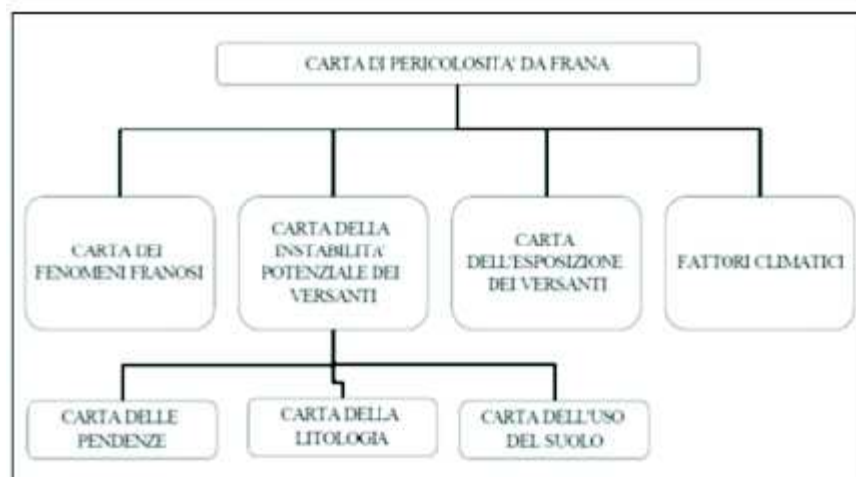 CARTA DI PERICOLOSITA' DA FRANA
CARTA DEI
FENOMENI FRANOSI
CARTA DELLA
INSTABILITA'
POTENZIALE DEI
VERSANTI
CARTA
DELL'ESPOSIZIONE
DEI VERSANTI
FATTORI CLIMATICI
CARTA DELLE
PENDENZE
CARTA DELLA
LITOLOGIA
CARTA DELL'USO
DEL SUOLO